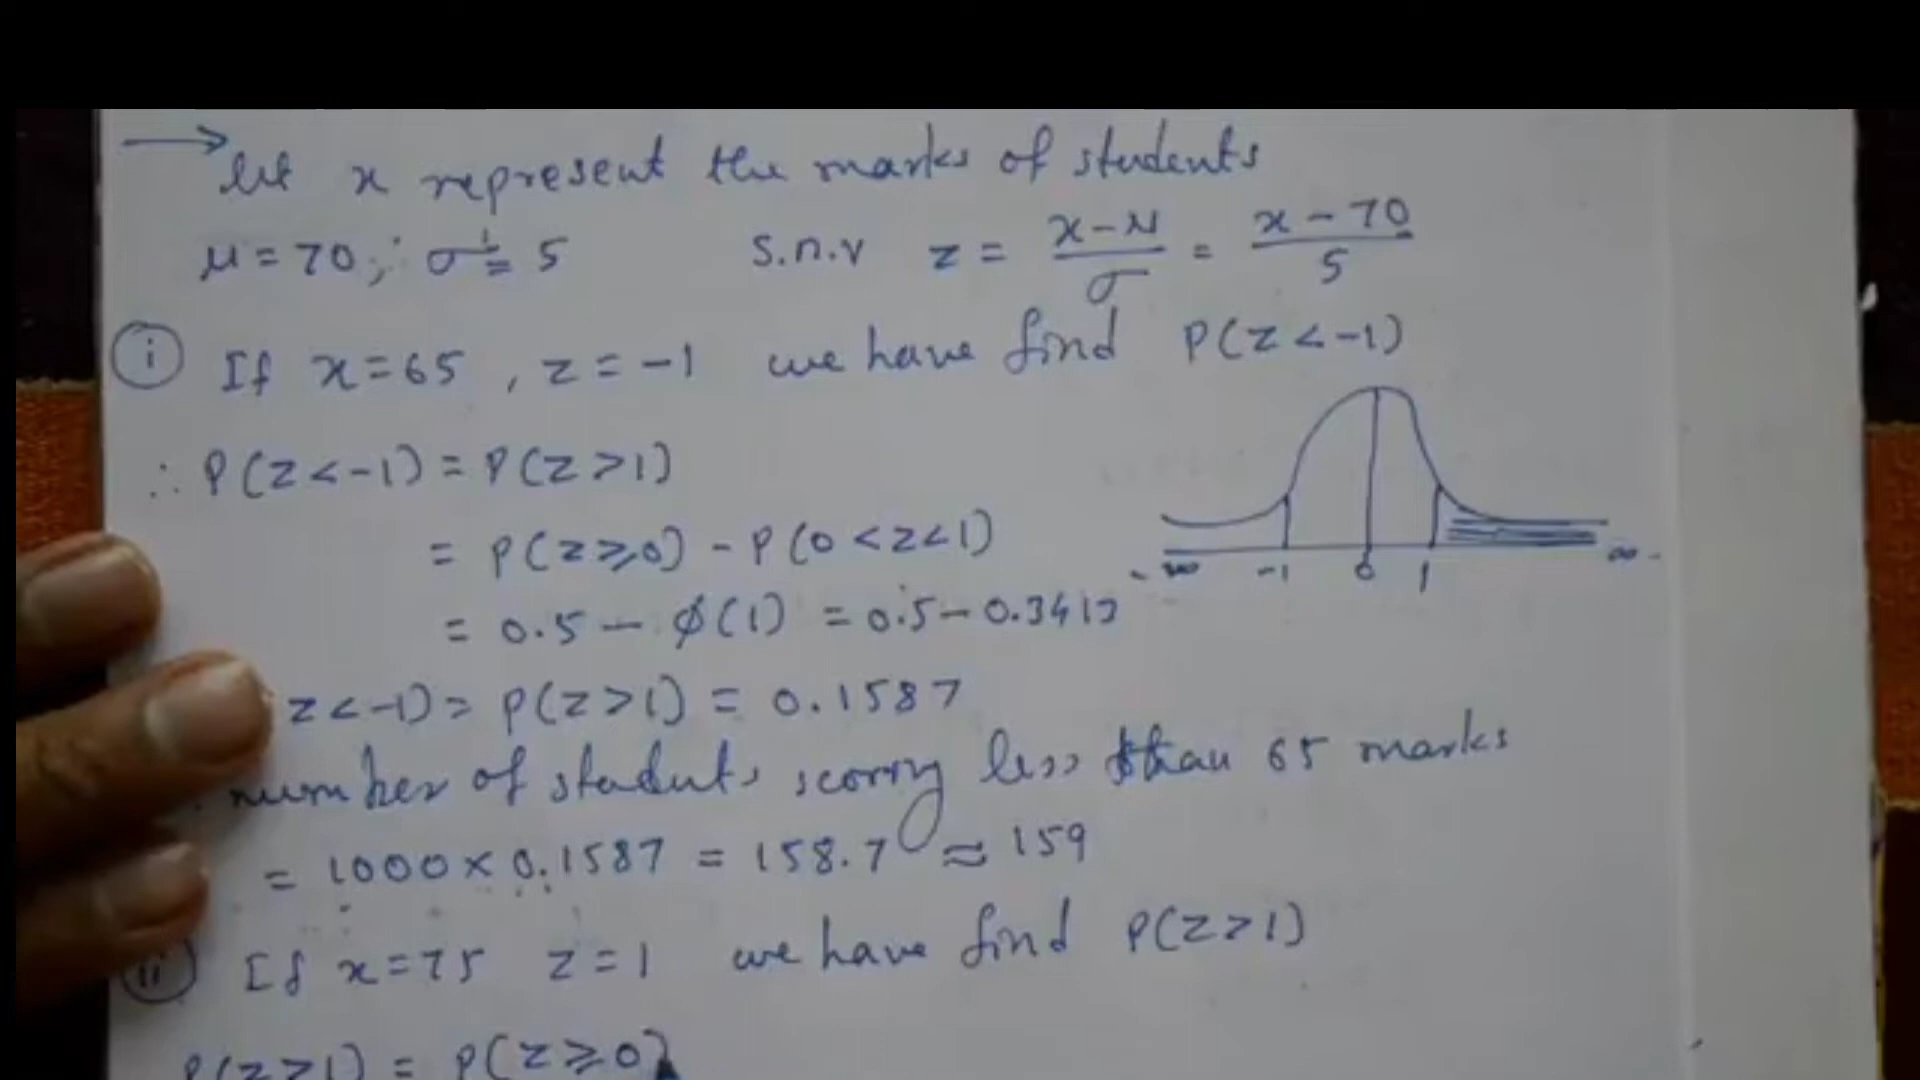 → let x represent the marks of students
μ = 70; σ = 5 s.n.v z = x-μ/σ = x-70/5
(i) If x=65, z=-1 we have find P(z<-1)
∴ P(z<-1) = P(z>1)
= P(z≥0) - P(0<z<1)
= 0.5 - φ(1) = 0.5 - 0.3413
-∞ -1 0 1 ∞
z<-1) = P(z>1) = 0.1587
number of students scoring less than 65 marks
= 1000 × 0.1587 = 158.7 ≈ 159
(ii) If x=75 z=1 we have find P(z>1)
P(z>1) = P(z≥0)